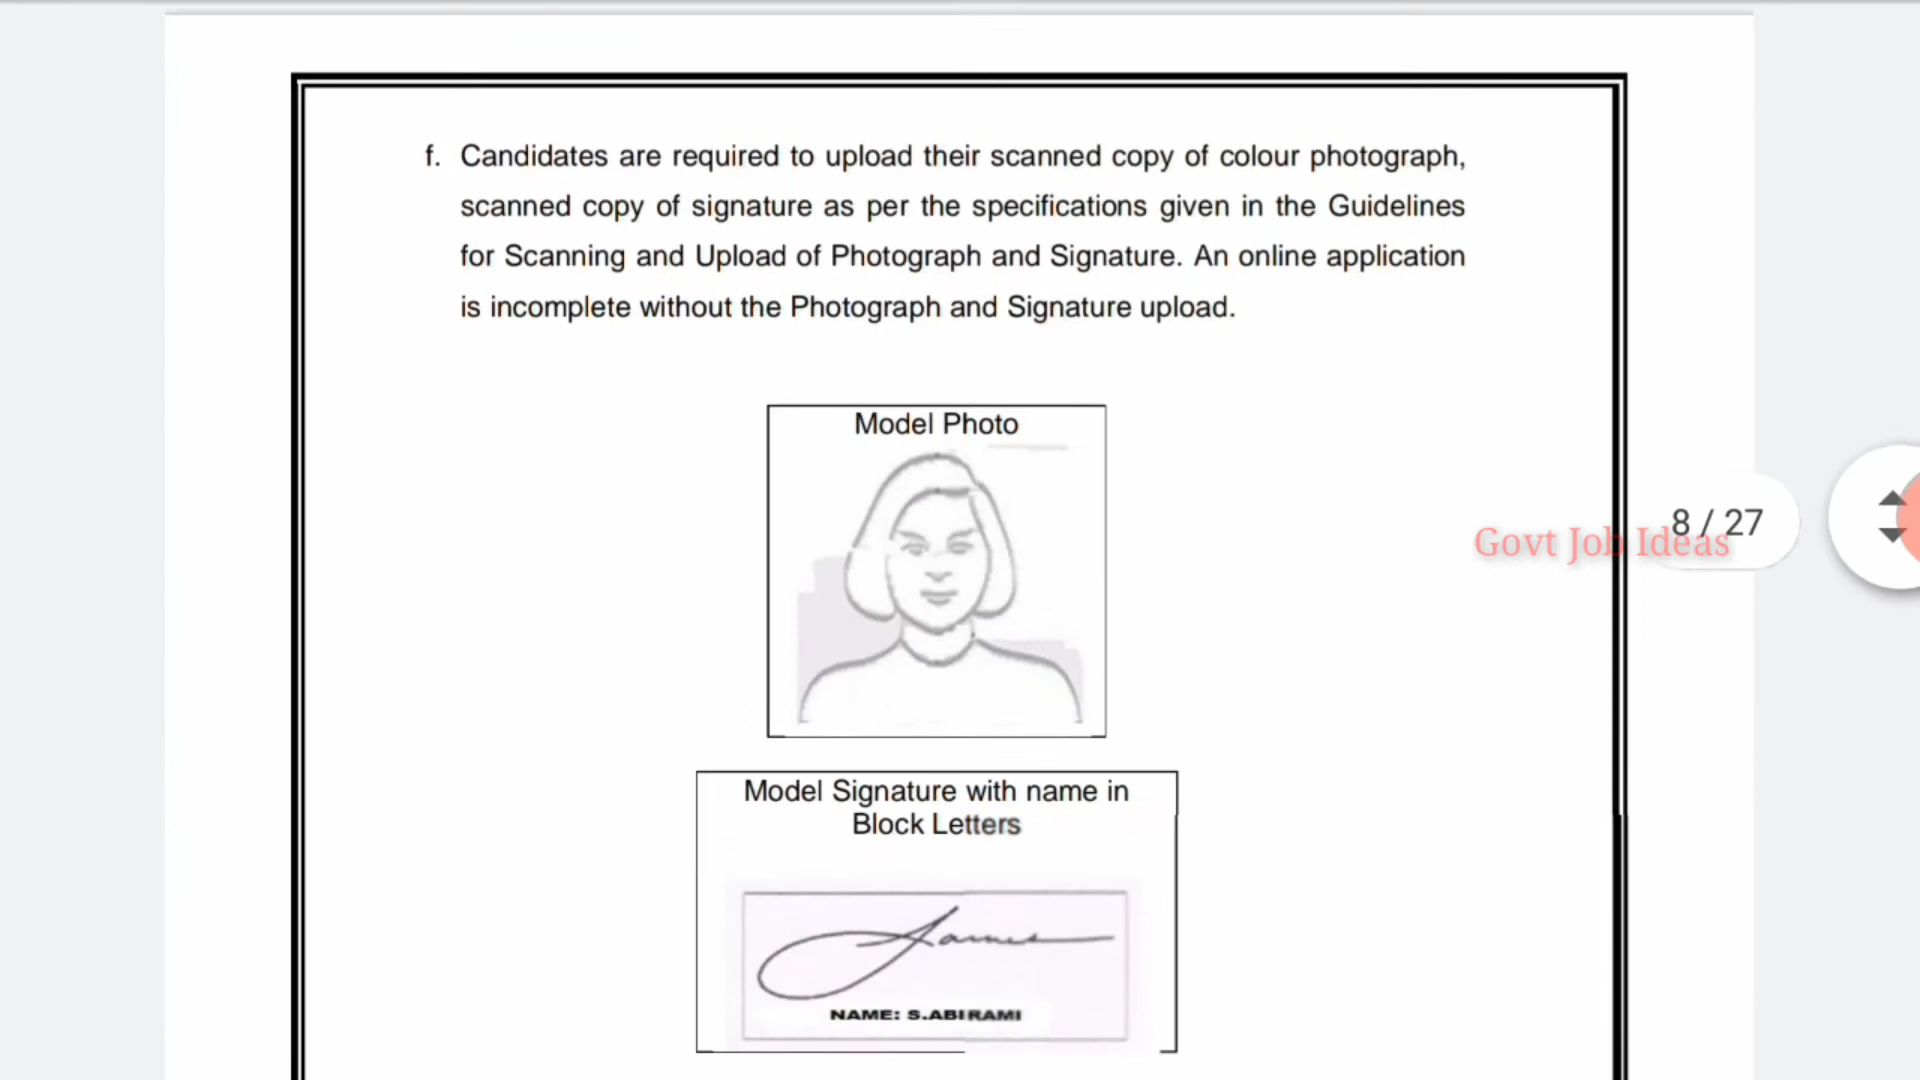 f. Candidates are required to upload their scanned copy of colour photograph,
scanned copy of signature as per the specifications given in the Guidelines
for Scanning and Upload of Photograph and Signature. An online application
is incomplete without the Photograph and Signature upload.
Model Photo
8 / 27
Govt Job Ideas
Model Signature with name in
Block Letters
James
NAME: S.ABIRAMI